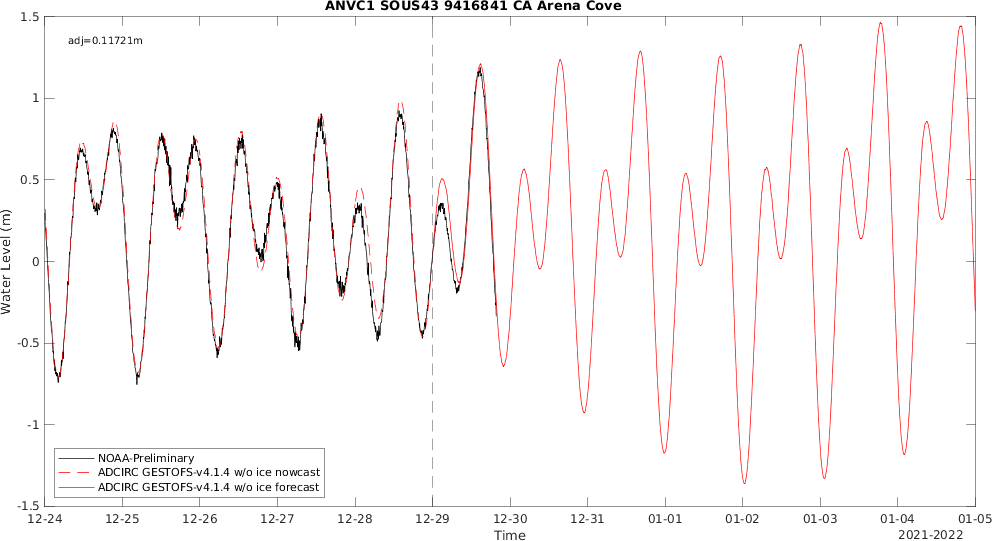 ANVC1 SOUS43 9416841 CA Arena Cove
adj=0.11721m
Water Level (m)
1.5
1
0.5
0
-0.5
-1
-1.5
NOAA-Preliminary
ADCIRC GESTOFS-v4.1.4 w/o ice nowcast
ADCIRC GESTOFS-v4.1.4 w/o ice forecast
12-24 12-25 12-26 12-27 12-28 12-29 12-30 12-31 01-01 01-02 01-03 01-04 01-05
Time
2021-2022